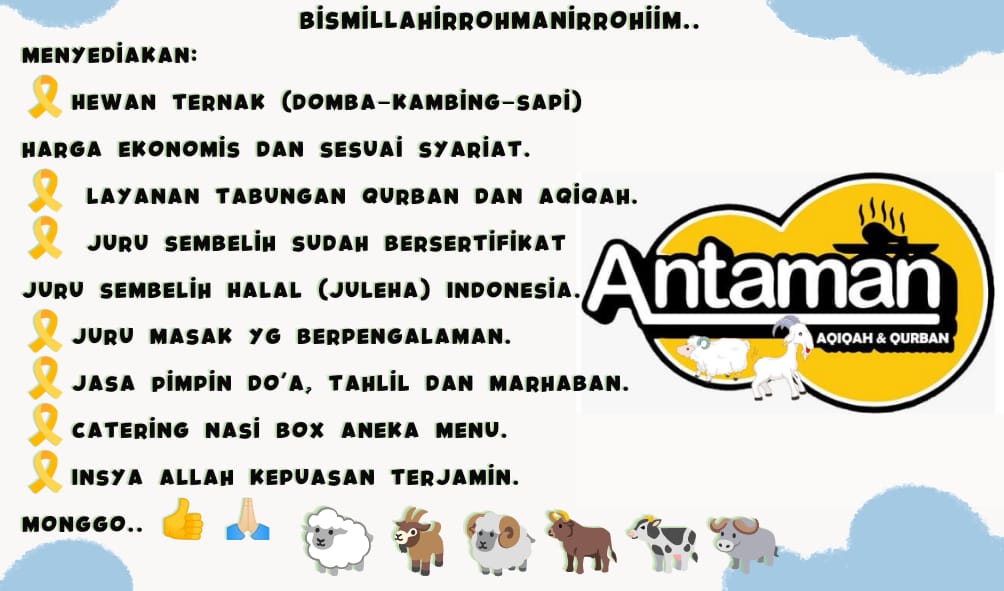 BISMILLAHIRROHMANIRROHIIM..
MENYEDIAKAN:
HEWAN TERNAK (DOMBA-KAMBING-SAPI)
HARGA EKONOMIS DAN SESUAI SYARIAT.
LAYANAN TABUNGAN QURBAN DAN AQIQAH.
JURU SEMBELIH SUDAH BERSERTIFIKAT
JURU SEMBELIH HALAL (JULEHA) INDONESIA.
JURU MASAK YG BERPENGALAMAN.
JASA PIMPIN DO'A, TAHLIL DAN MARHABAN.
CATERING NASI BOX ANEKA MENU.
INSYA ALLAH KEPUASAN TERJAMIN.
MONGGO..
Antaman
AQIQAH & QURBAN